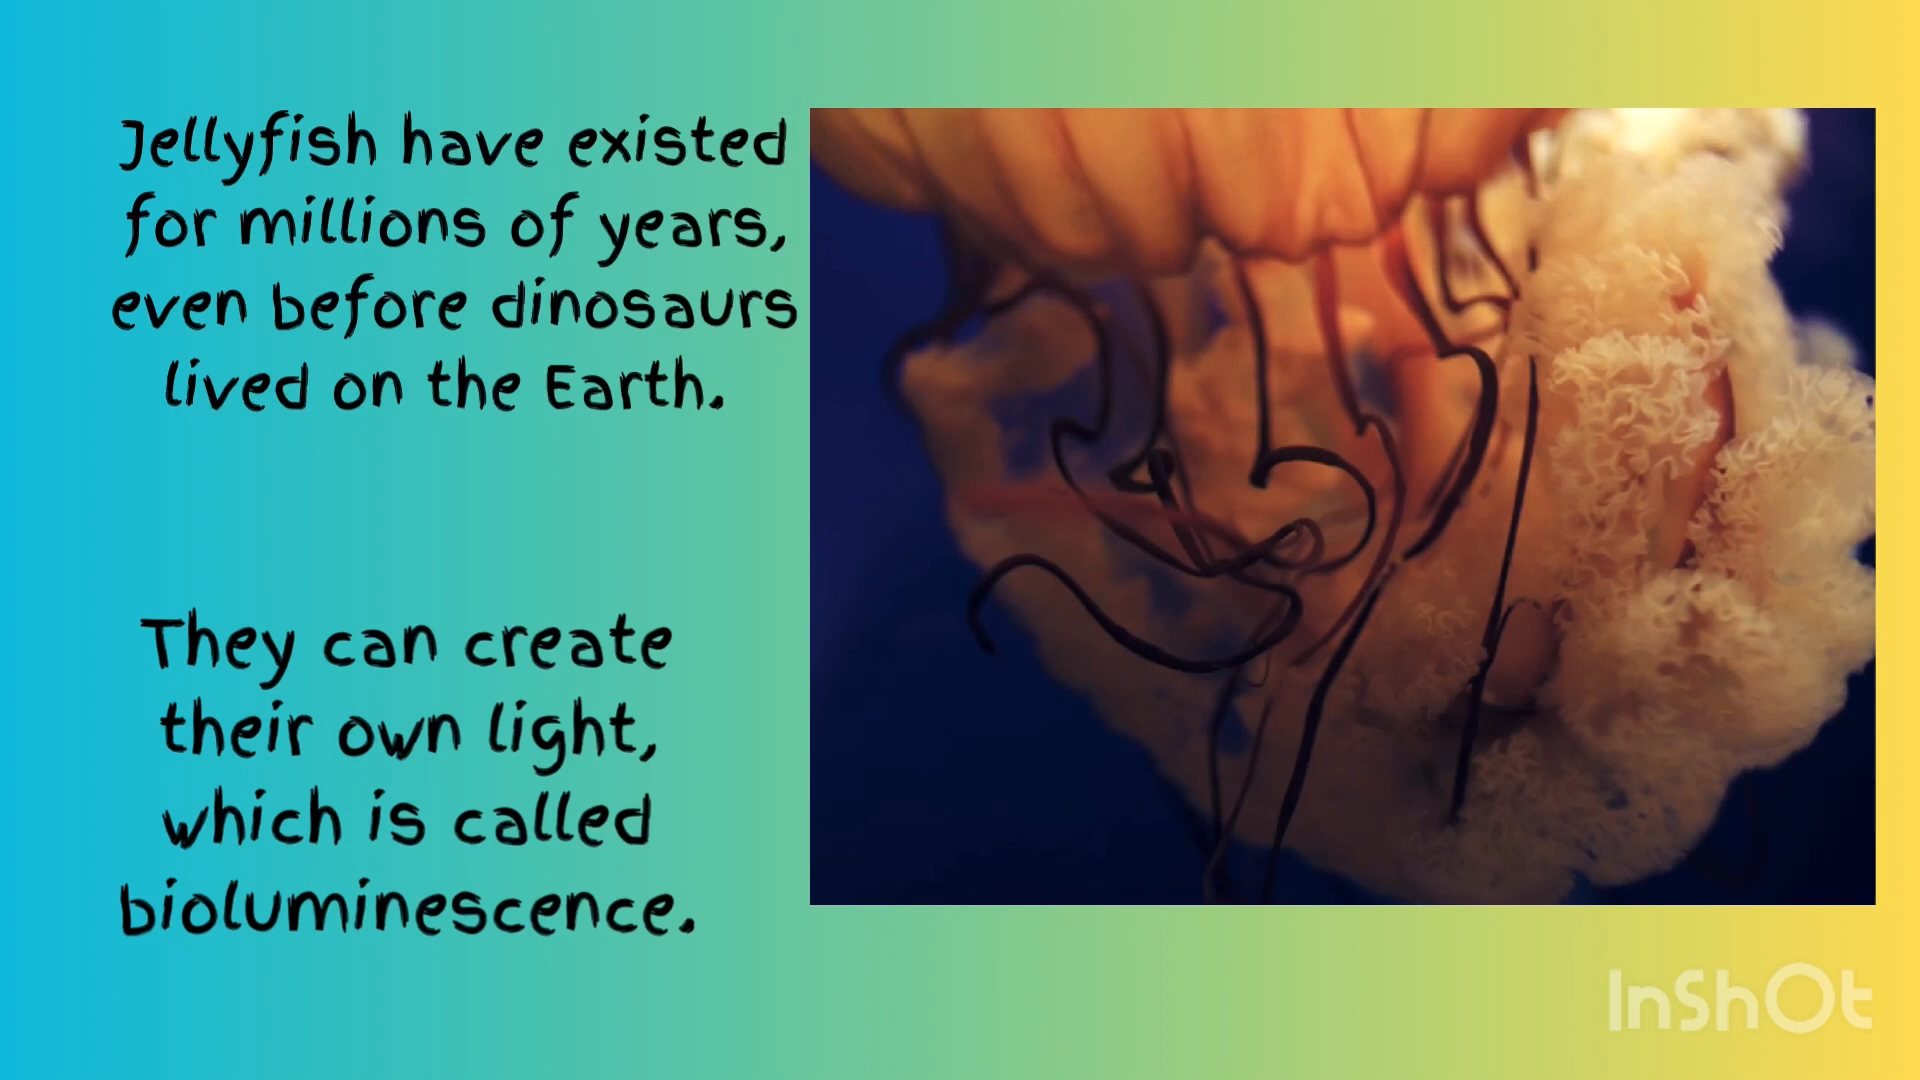 Jellyfish have existed
for millions of years,
even before dinosaurs
lived on the Earth.
They can create
their own light,
which is called
bioluminescence.
InShOt